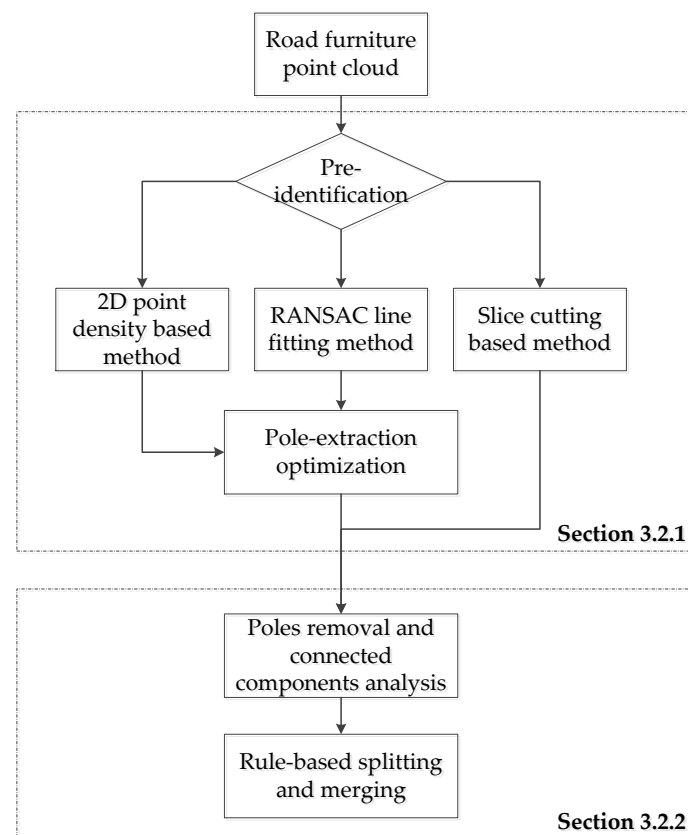 Road furniture
point cloud
Pre-
identification
2D point
density based
method
RANSAC line
fitting method
Slice cutting
based method
Pole-extraction
optimization
Section 3.2.1
Poles removal and
connected
components analysis
Rule-based splitting
and merging
Section 3.2.2